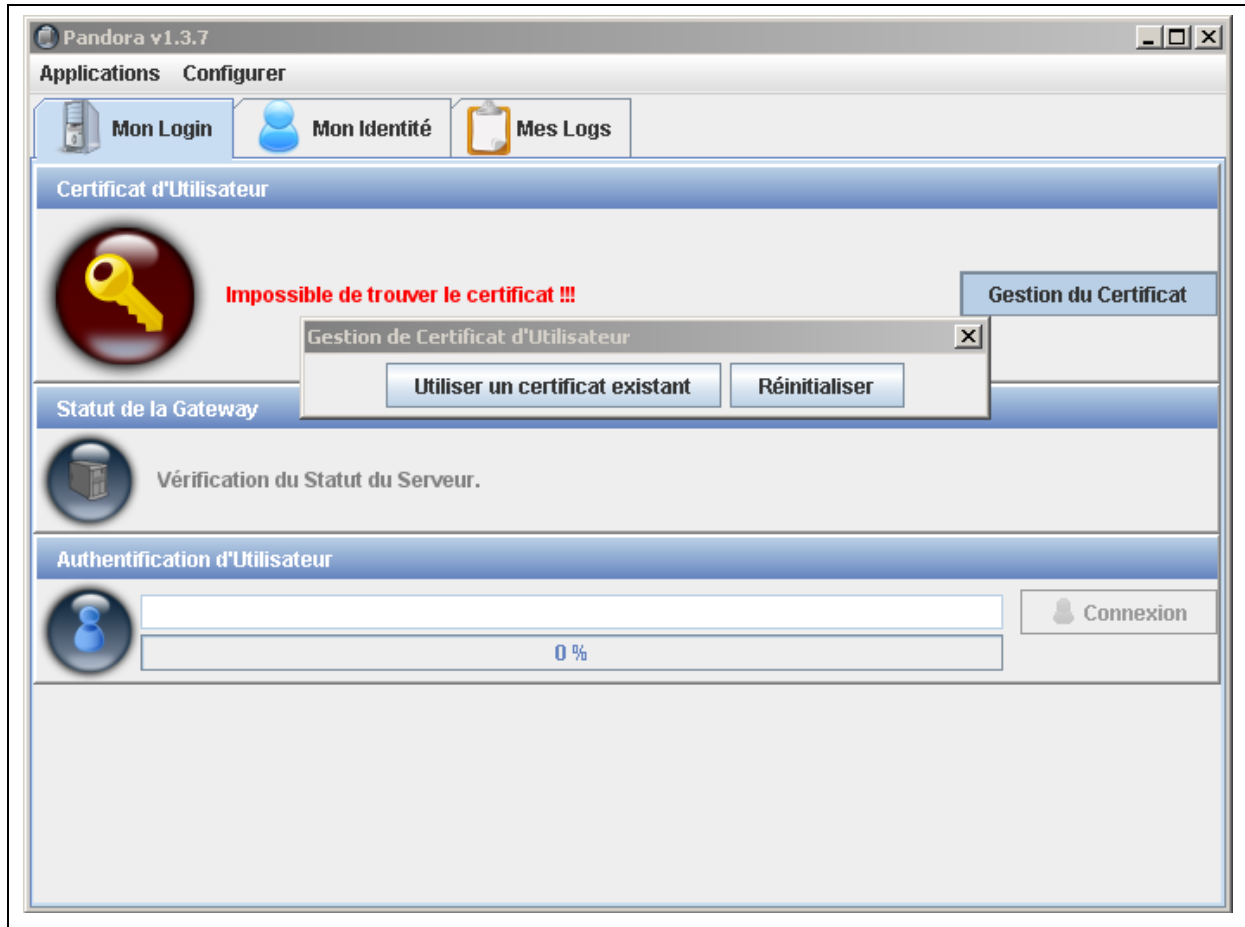 Pandora v1.3.7
Applications Configurer
Mon Login Mon Identité Mes Logs
Certificat d'Utilisateur
Impossible de trouver le certificat !!!
Gestion du Certificat
Gestion de Certificat d'Utilisateur
Utiliser un certificat existant Réinitialiser
Statut de la Gateway
Vérification du Statut du Serveur.
Authentification d'Utilisateur
Connexion
0 %